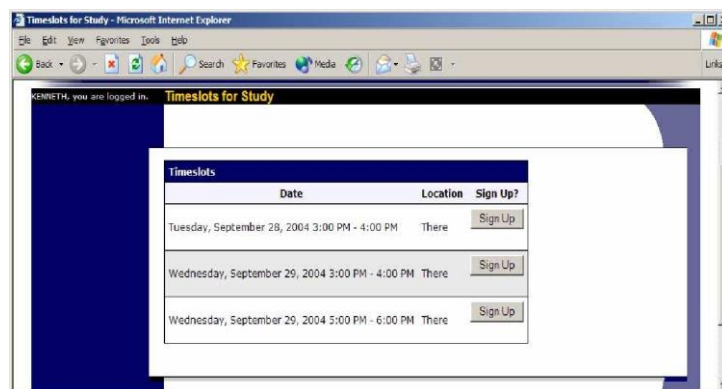 Timeslots for Study - Microsoft Internet Explorer
File Edit View Favorites Tools Help
Back Search Favorites Media Links
KENNETH, you are logged in. Timeslots for Study
Timeslots
Date Location Sign Up?
Tuesday, September 28, 2004 3:00 PM - 4:00 PM There Sign Up
Wednesday, September 29, 2004 3:00 PM - 4:00 PM There Sign Up
Wednesday, September 29, 2004 5:00 PM - 6:00 PM There Sign Up